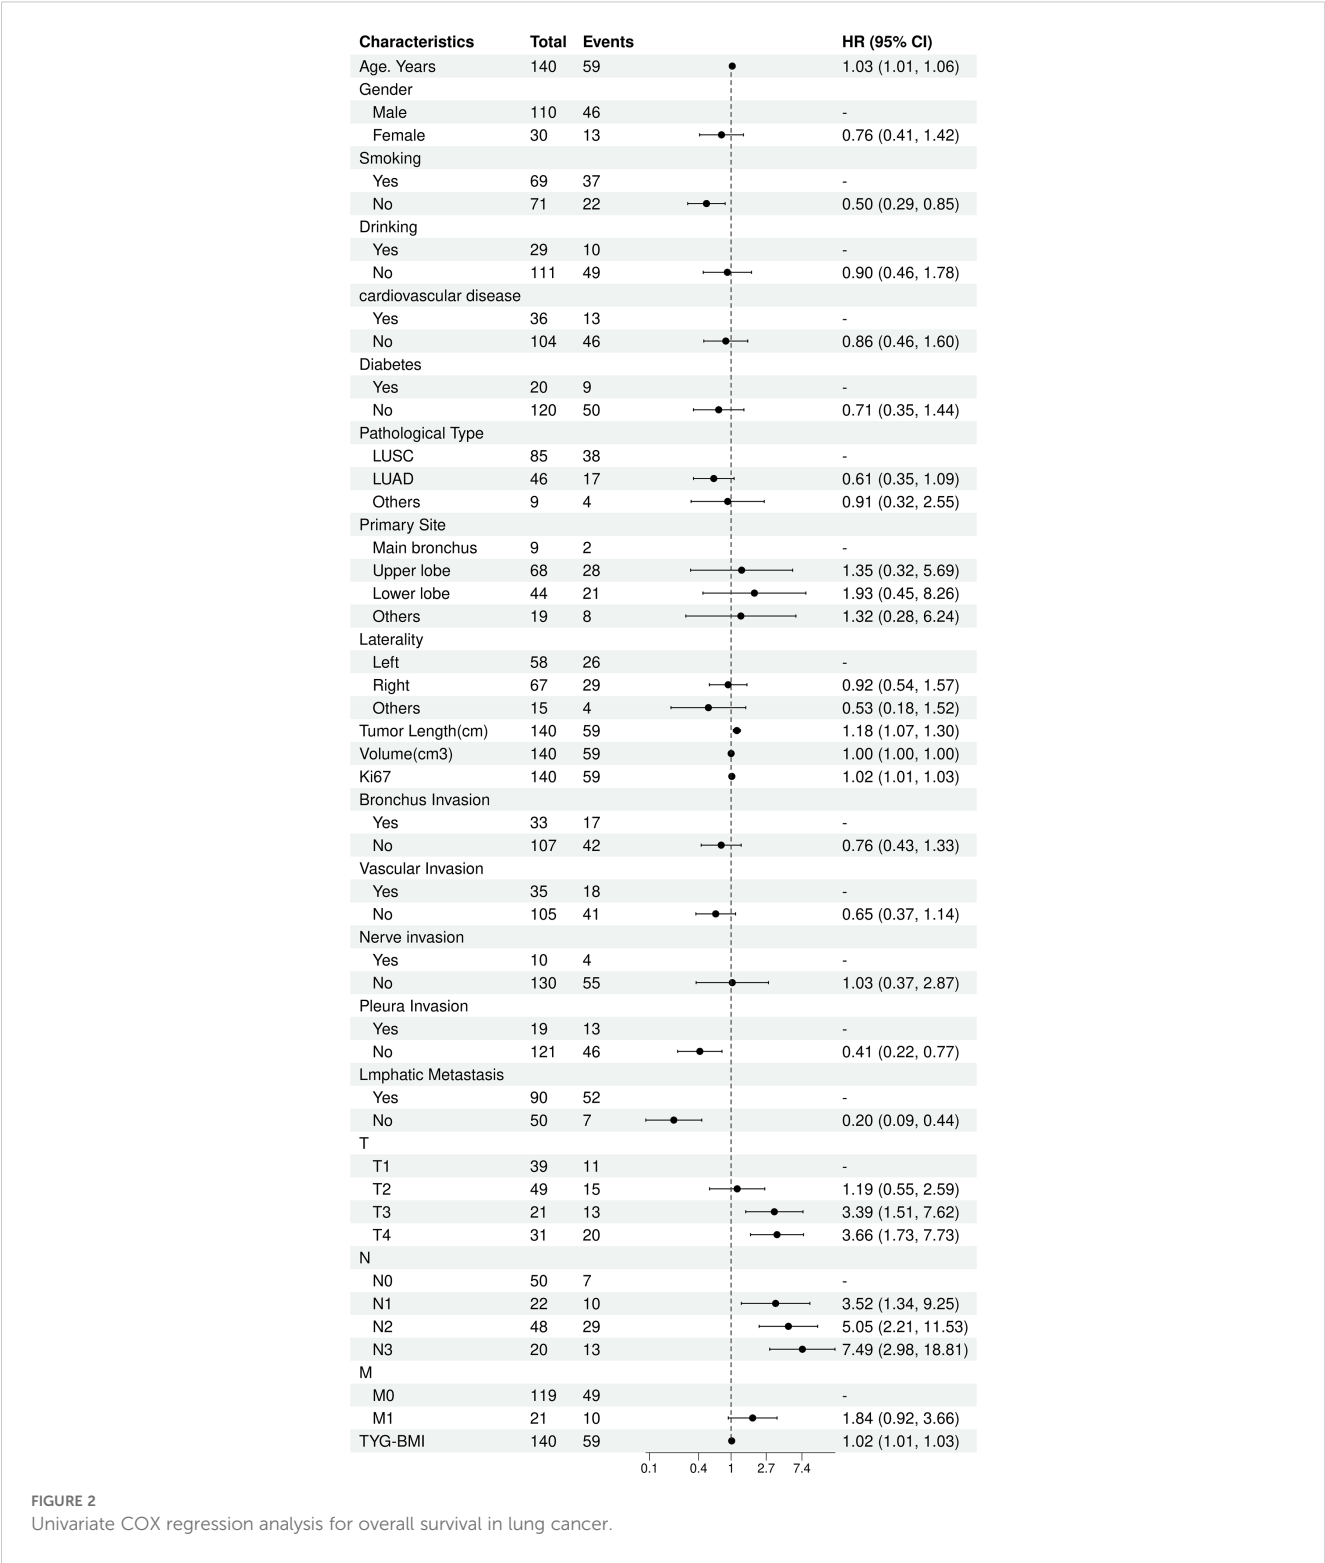 Characteristics Total Events HR (95% CI)
Age. Years 140 59 1.03 (1.01, 1.06)
Gender
Male 110 46 -
Female 30 13 0.76 (0.41, 1.42)
Smoking
Yes 69 37 -
No 71 22 0.50 (0.29, 0.85)
Drinking
Yes 29 10 -
No 111 49 0.90 (0.46, 1.78)
cardiovascular disease
Yes 36 13 -
No 104 46 0.86 (0.46, 1.60)
Diabetes
Yes 20 9 -
No 120 50 0.71 (0.35, 1.44)
Pathological Type
LUSC 85 38 -
LUAD 46 17 0.61 (0.35, 1.09)
Others 9 4 0.91 (0.32, 2.55)
Primary Site
Main bronchus 9 2 -
Upper lobe 68 28 1.35 (0.32, 5.69)
Lower lobe 44 21 1.93 (0.45, 8.26)
Others 19 8 1.32 (0.28, 6.24)
Laterality
Left 58 26 -
Right 67 29 0.92 (0.54, 1.57)
Others 15 4 0.53 (0.18, 1.52)
Tumor Length(cm) 140 59 1.18 (1.07, 1.30)
Volume(cm3) 140 59 1.00 (1.00, 1.00)
Ki67 140 59 1.02 (1.01, 1.03)
Bronchus Invasion
Yes 33 17 -
No 107 42 0.76 (0.43, 1.33)
Vascular Invasion
Yes 35 18 -
No 105 41 0.65 (0.37, 1.14)
Nerve invasion
Yes 10 4 -
No 130 55 1.03 (0.37, 2.87)
Pleura Invasion
Yes 19 13 -
No 121 46 0.41 (0.22, 0.77)
Lmphatic Metastasis
Yes 90 52 -
No 50 7 0.20 (0.09, 0.44)
T
T1 39 11 -
T2 49 15 1.19 (0.55, 2.59)
T3 21 13 3.39 (1.51, 7.62)
T4 31 20 3.66 (1.73, 7.73)
N
N0 50 7 -
N1 22 10 3.52 (1.34, 9.25)
N2 48 29 5.05 (2.21, 11.53)
N3 20 13 7.49 (2.98, 18.81)
M
M0 119 49 -
M1 21 10 1.84 (0.92, 3.66)
TYG-BMI 140 59 1.02 (1.01, 1.03)
0.1 0.4 1 2.7 7.4
FIGURE 2
Univariate COX regression analysis for overall survival in lung cancer.